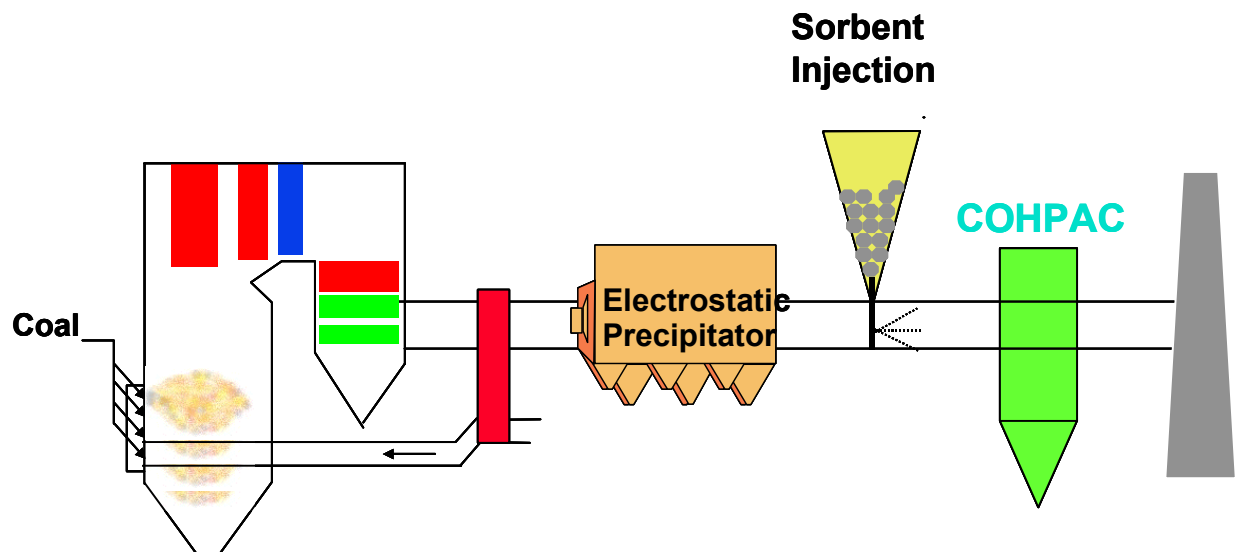 Sorbent
Injection
COHPAC
Electrostatic
Precipitator
Coal